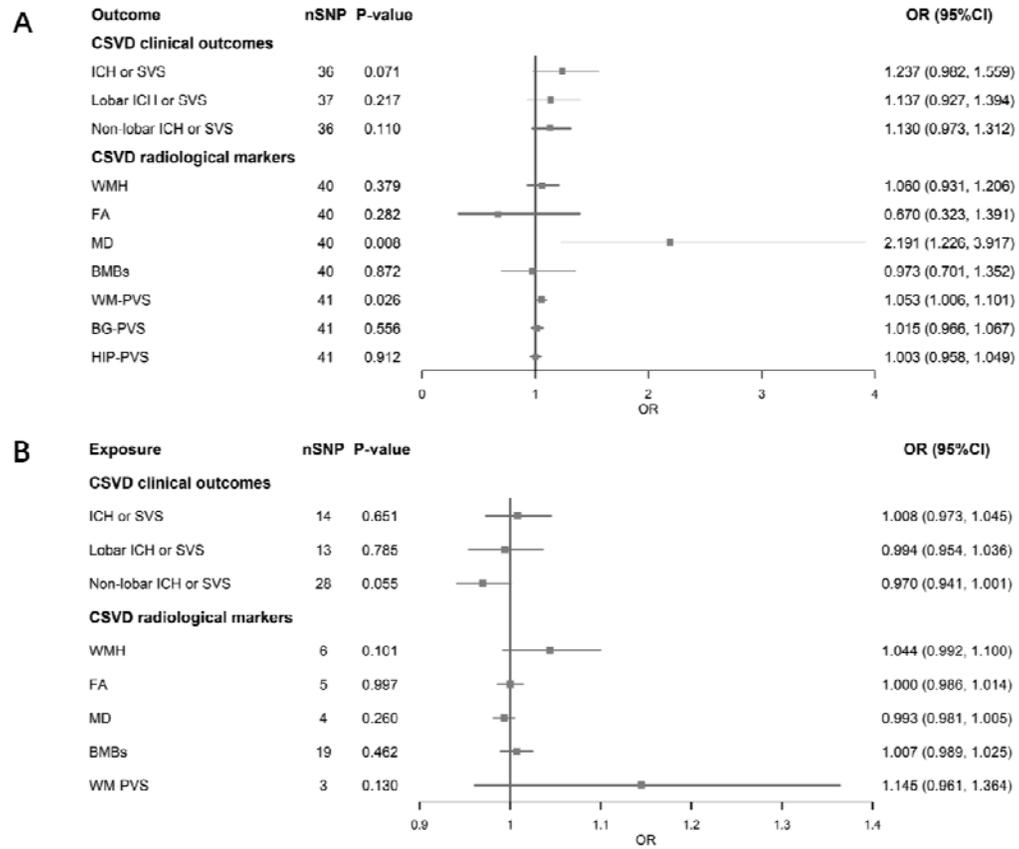 A
Outcome nSNP P-value OR (95%CI)
CSVD clinical outcomes
ICH or SVS 36 0.071 1.237 (0.982, 1.559)
Lobar ICH or SVS 37 0.217 1.137 (0.927, 1.394)
Non-lobar ICH or SVS 36 0.110 1.130 (0.973, 1.312)
CSVD radiological markers
WMH 40 0.379 1.060 (0.931, 1.206)
FA 40 0.282 0.670 (0.323, 1.391)
MD 40 0.008 2.191 (1.226, 3.917)
BMBs 40 0.872 0.973 (0.701, 1.352)
WM-PVS 41 0.026 1.053 (1.006, 1.101)
BG-PVS 41 0.556 1.015 (0.966, 1.067)
HIP-PVS 41 0.912 1.003 (0.958, 1.049)
0 1 2 3 4
OR
B
Exposure nSNP P-value OR (95%CI)
CSVD clinical outcomes
ICH or SVS 14 0.651 1.008 (0.973, 1.045)
Lobar ICH or SVS 13 0.785 0.994 (0.954, 1.036)
Non-lobar ICH or SVS 28 0.055 0.970 (0.941, 1.001)
CSVD radiological markers
WMH 6 0.101 1.044 (0.992, 1.100)
FA 5 0.997 1.000 (0.986, 1.014)
MD 4 0.260 0.993 (0.981, 1.005)
BMBs 19 0.462 1.007 (0.989, 1.025)
WM PVS 3 0.130 1.145 (0.961, 1.364)
0.9 1 1.1 1.2 1.3 1.4
OR